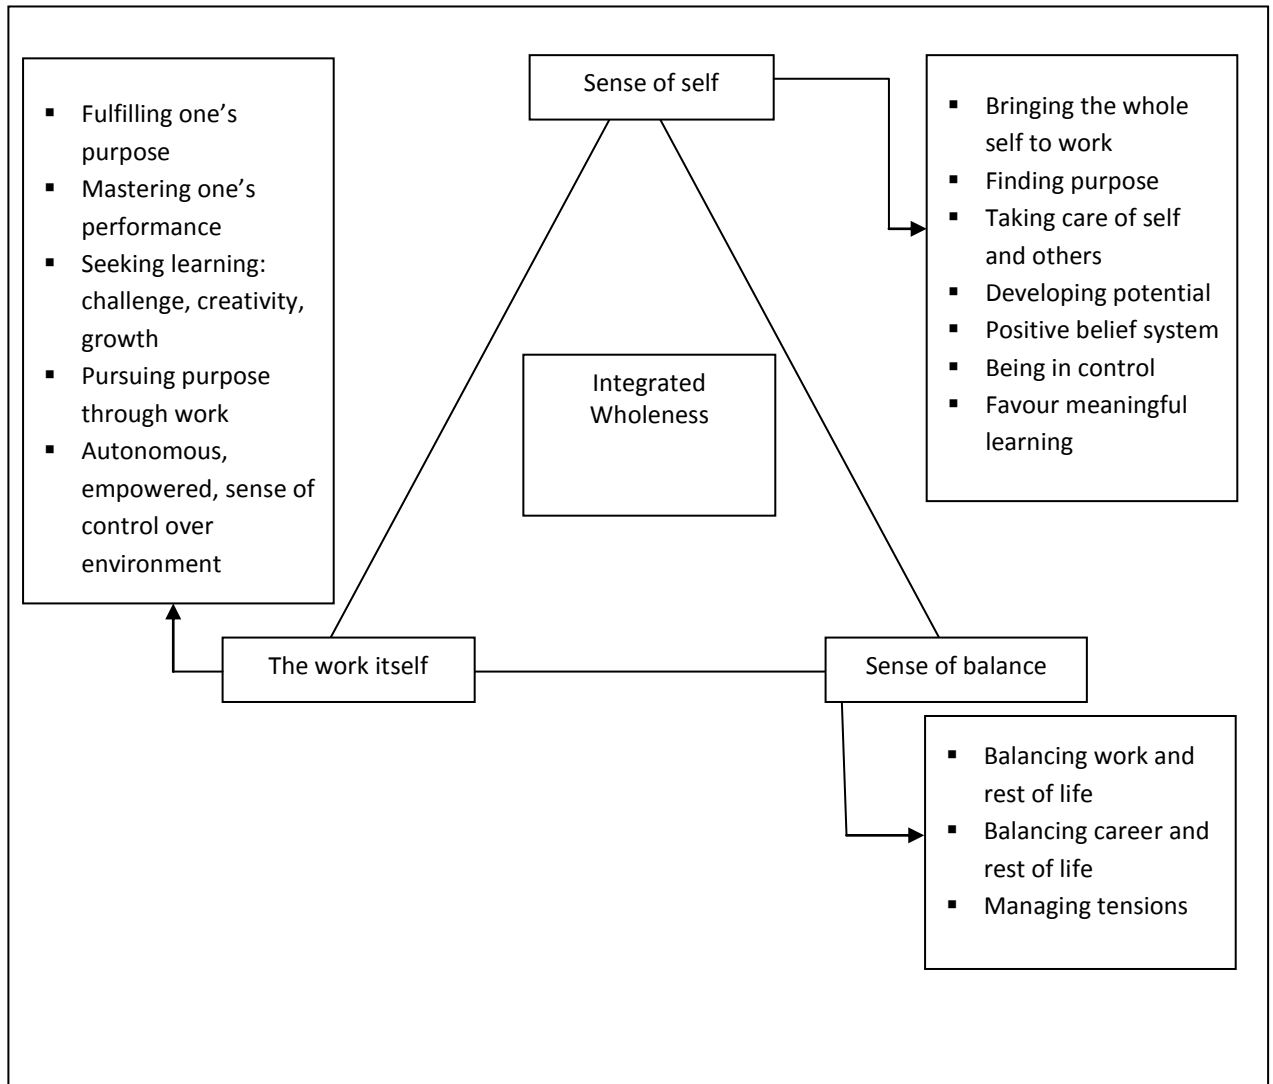 Sense of self
▪ Fulfilling one’s
purpose
▪ Mastering one’s
performance
▪ Seeking learning:
challenge, creativity,
growth
▪ Pursuing purpose
through work
▪ Autonomous,
empowered, sense of
control over
environment
▪ Bringing the whole
self to work
▪ Finding purpose
▪ Taking care of self
and others
▪ Developing potential
▪ Positive belief system
▪ Being in control
▪ Favour meaningful
learning
Integrated
Wholeness
The work itself
Sense of balance
▪ Balancing work and
rest of life
▪ Balancing career and
rest of life
▪ Managing tensions